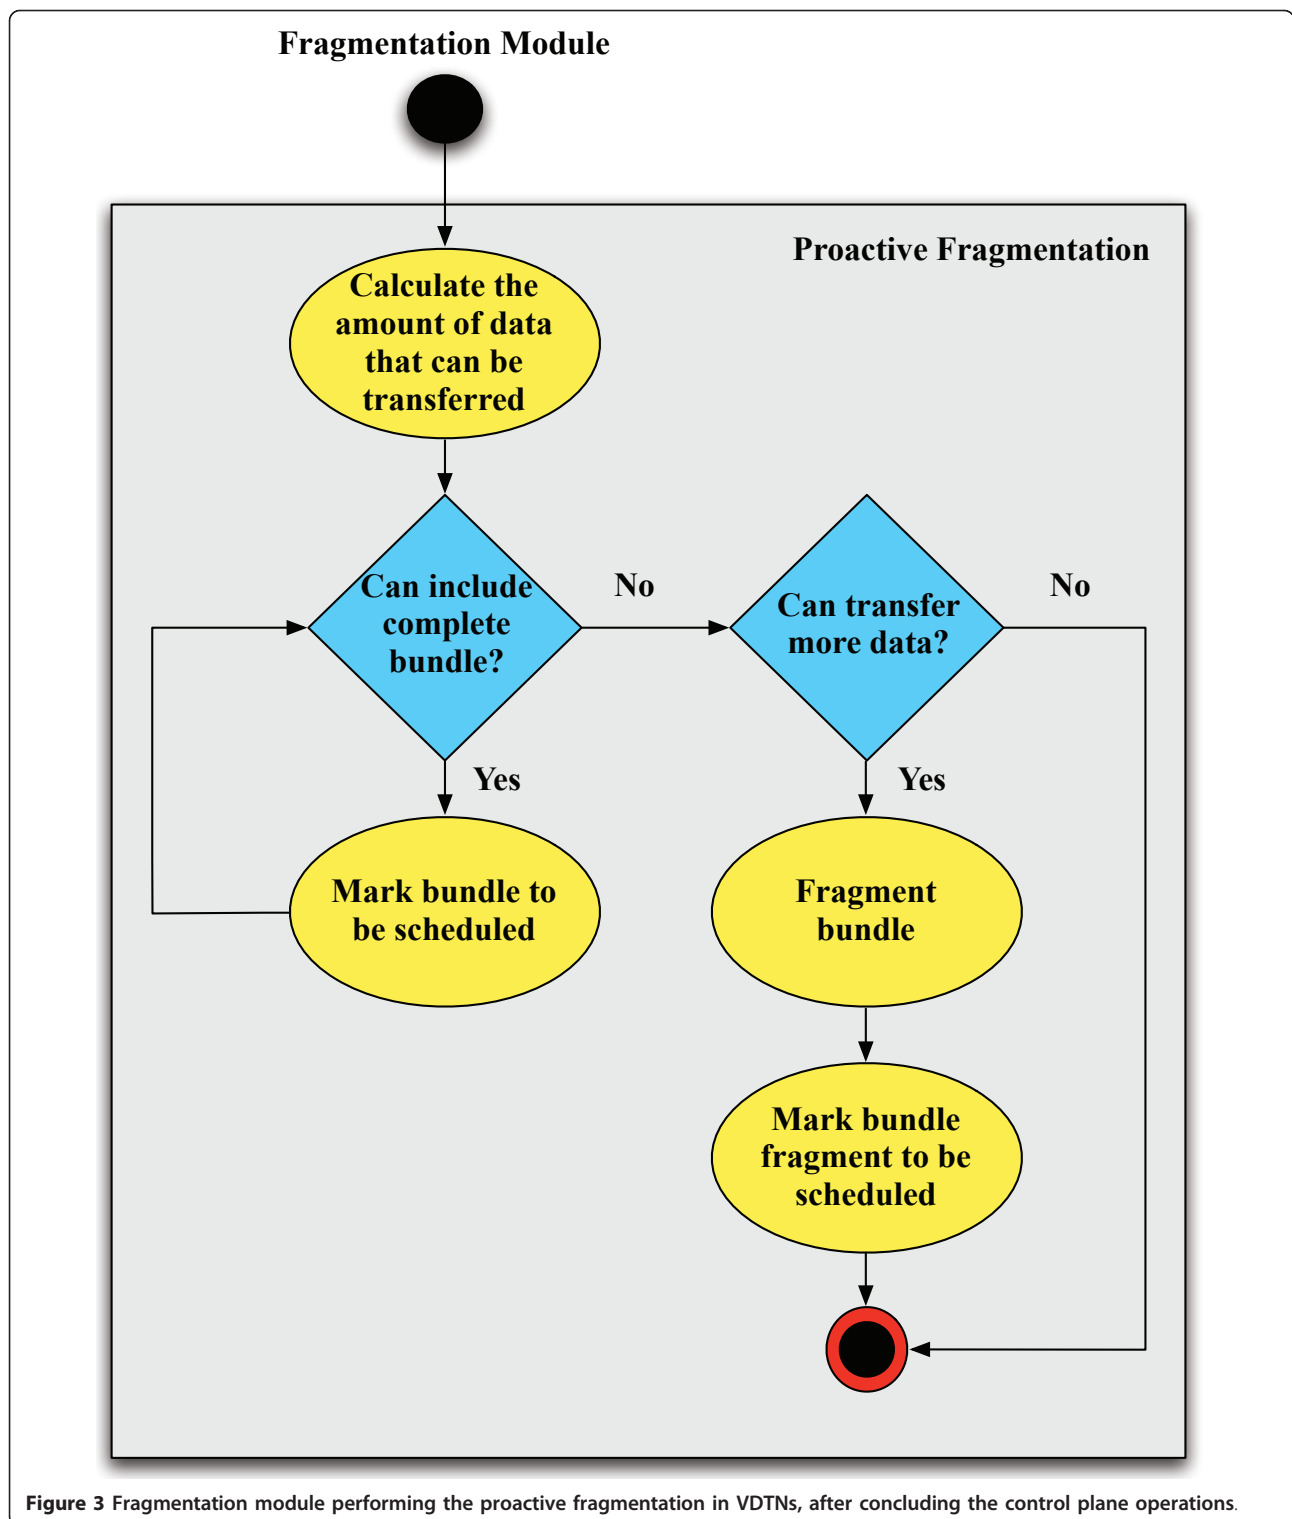 Fragmentation Module
Proactive Fragmentation
Calculate the
amount of data
that can be
transferred
Can include
complete
bundle?
No
Can transfer
more data?
No
Yes
Yes
Mark bundle to
be scheduled
Fragment
bundle
Mark bundle
fragment to be
scheduled
Figure 3 Fragmentation module performing the proactive fragmentation in VDTNs, after concluding the control plane operations.